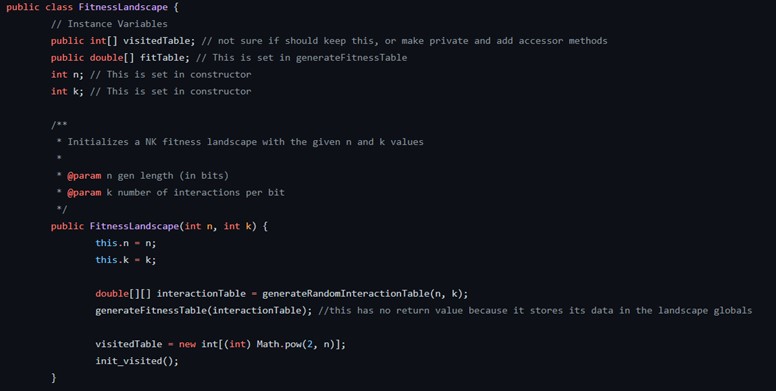 public class FitnessLandscape {
// Instance Variables
public int[] visitedTable; // not sure if should keep this, or make private and add accessor methods
public double[] fitTable; // This is set in generateFitnessTable
int n; // This is set in constructor
int k; // This is set in constructor
/**
* Initializes a NK fitness landscape with the given n and k values
*
* @param n gen length (in bits)
* @param k number of interactions per bit
*/
public FitnessLandscape(int n, int k) {
this.n = n;
this.k = k;
double[][] interactionTable = generateRandomInteractionTable(n, k);
generateFitnessTable(interactionTable); //this has no return value because it stores its data in the landscape globals
visitedTable = new int[(int) Math.pow(2, n)];
init_visited();
}